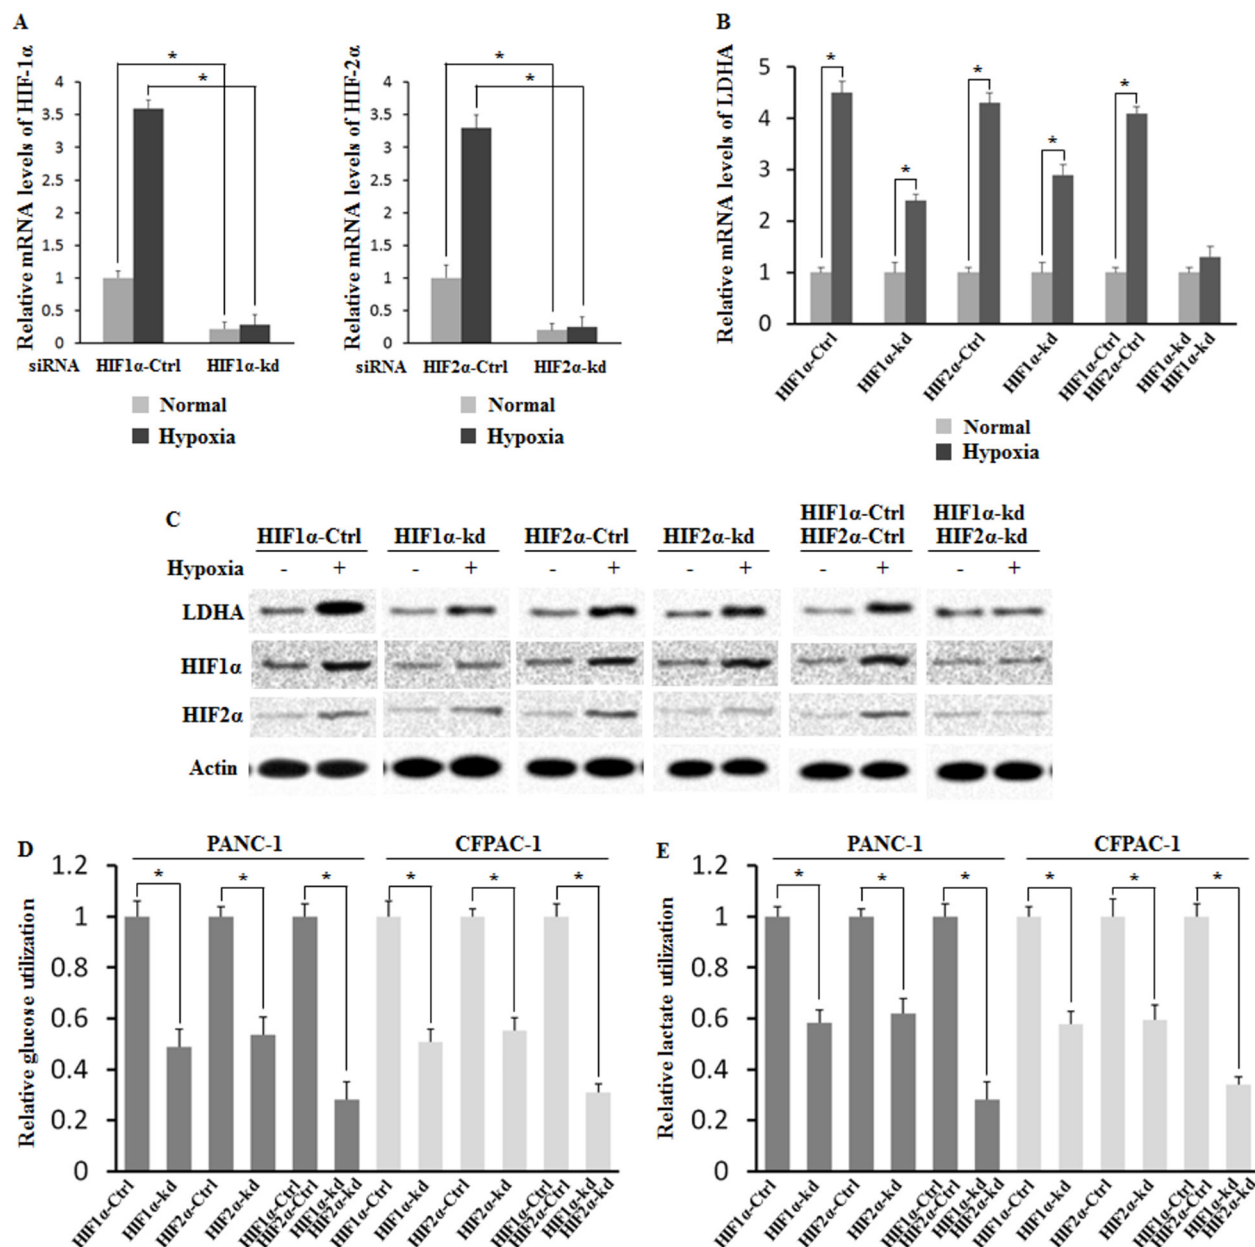 A
Relative mRNA levels of HIF-1α
4
3.5
3
2.5
2
1.5
1
0.5
0
*
*
siRNA HIF1α-Ctrl HIF1α-kd
Normal
Hypoxia
Relative mRNA levels of HIF-2α
4
3.5
3
2.5
2
1.5
1
0.5
0
*
*
siRNA HIF2α-Ctrl HIF2α-kd
Normal
Hypoxia
B
Relative mRNA levels of LDHA
5
4
3
2
1
0
*
*
*
*
*
HIF1α-Ctrl
HIF1α-kd
HIF2α-Ctrl
HIF1α-kd
HIF1α-Ctrl
HIF2α-Ctrl
HIF1α-kd
HIF1α-kd
Normal
Hypoxia
C
HIF1α-Ctrl HIF1α-kd HIF2α-Ctrl HIF2α-kd HIF1α-Ctrl HIF1α-kd
HIF2α-Ctrl HIF2α-kd
Hypoxia - + - + - + - + - + - +
LDHA
HIF1α
HIF2α
Actin
D
PANC-1 CFPAC-1
Relative glucose utilization
1.2
1
0.8
0.6
0.4
0.2
0
* * * * * *
HIF1α-Ctrl
HIF1α-kd
HIF2α-Ctrl
HIF2α-kd
HIF1α-Ctrl
HIF2α-Ctrl
HIF1α-kd
HIF2α-kd
HIF1α-Ctrl
HIF1α-kd
HIF2α-Ctrl
HIF2α-kd
HIF1α-Ctrl
HIF2α-Ctrl
HIF1α-kd
HIF2α-kd
E
PANC-1 CFPAC-1
Relative lactate utilization
1.2
1
0.8
0.6
0.4
0.2
0
* * * * * *
HIF1α-Ctrl
HIF1α-kd
HIF2α-Ctrl
HIF2α-kd
HIF1α-Ctrl
HIF2α-Ctrl
HIF1α-kd
HIF2α-kd
HIF1α-Ctrl
HIF1α-kd
HIF2α-Ctrl
HIF2α-kd
HIF1α-Ctrl
HIF2α-Ctrl
HIF1α-kd
HIF2α-kd